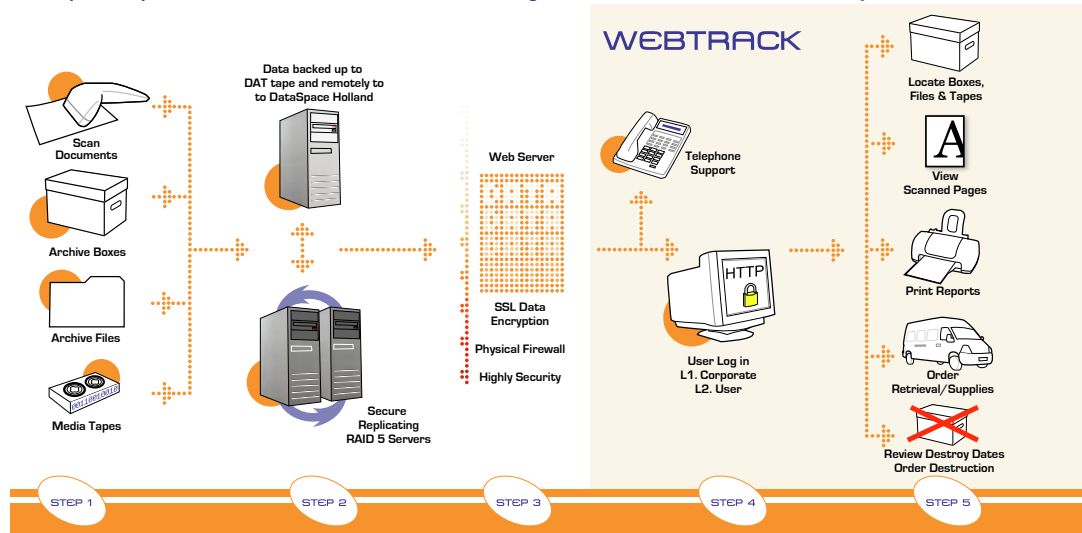 WEBTRACK
Scan
Documents
Archive Boxes
Archive Files
Media Tapes
00110010010
Data backed up to
DAT tape and remotely to
to DataSpace Holland
Secure
Replicating
RAID 5 Servers
Web Server
SSL Data
Encryption
Physical Firewall
Highly Security
Telephone
Support
HTTP
User Log in
L1. Corporate
L2. User
Locate Boxes,
Files & Tapes
A
View
Scanned Pages
Print Reports
Order
Retrieval/Supplies
Review Destroy Dates
Order Destruction
STEP 1
STEP 2
STEP 3
STEP 4
STEP 5